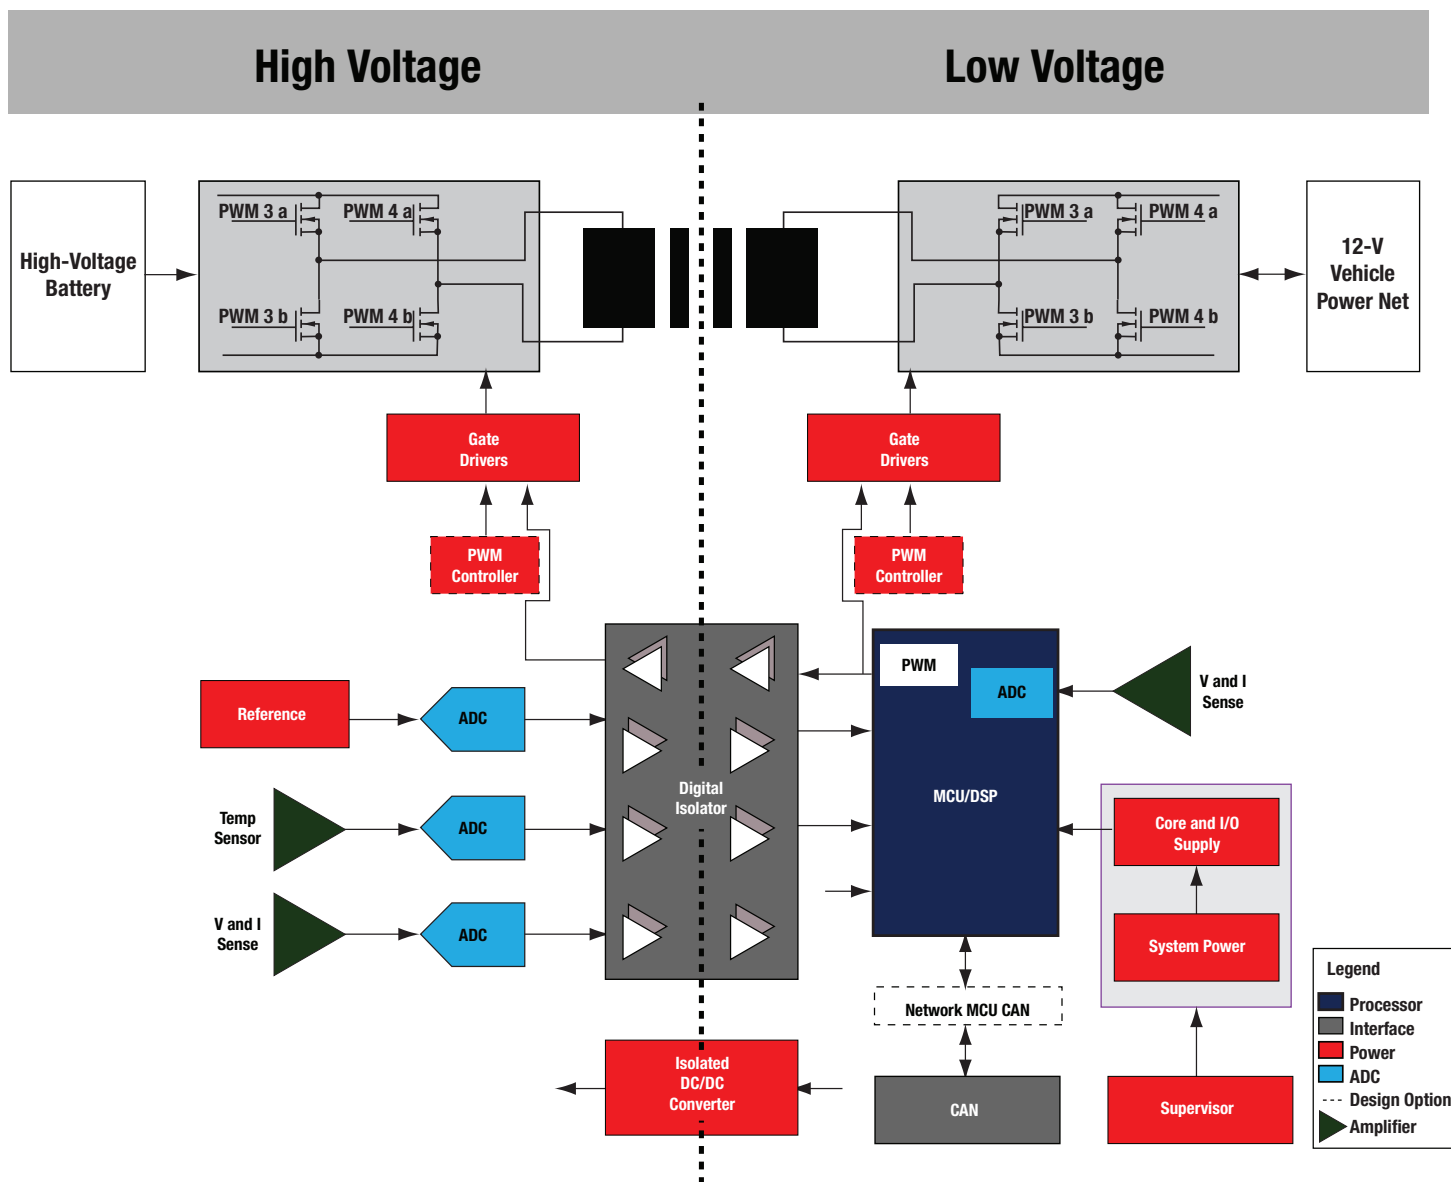 High Voltage
Low Voltage
PWM 3 a
PWM 4 a
PWM 3 a
PWM 4 a
High-Voltage
Battery
12-V
Vehicle
Power Net
PWM 3 b
PWM 4 b
PWM 3 b
PWM 4 b
Gate
Drivers
Gate
Drivers
PWM
Controller
PWM
Controller
PWM
ADC
V and I
Sense
Reference
ADC
Digital
Isolator
MCU/DSP
Temp
Sensor
ADC
Core and I/O
Supply
V and I
Sense
ADC
System Power
Network MCU CAN
Isolated
DC/DC
Converter
CAN
Supervisor
Legend
Processor
Interface
Power
ADC
Design Option
Amplifier